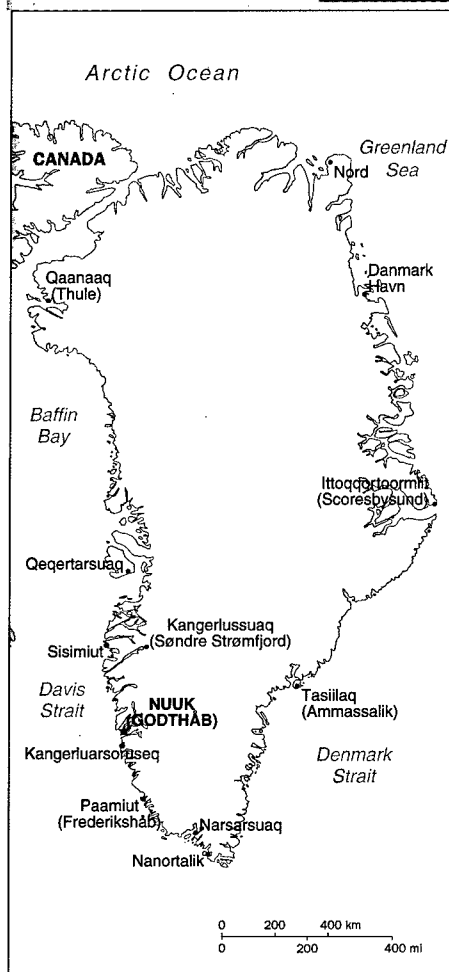 Arctic Ocean
CANADA
Greenland
Sea
Nord
Qaanaaq
(Thule)
Danmark
Havn
Baffin
Bay
Ittoqqortoormiit
(Scoresbysund)
Qeqertarsuaq
Kangerlussuaq
(Søndre Strømfjord)
Sisimiut
Davis
Strait
NUUK
(GODTHÅB)
Tasiilaq
(Ammassalik)
Kangerluarsoruseq
Denmark
Strait
Paamiut
(Frederikshåb)
Narsarsuaq
Nanortalik
0 200 400 km
0 200 400 mi